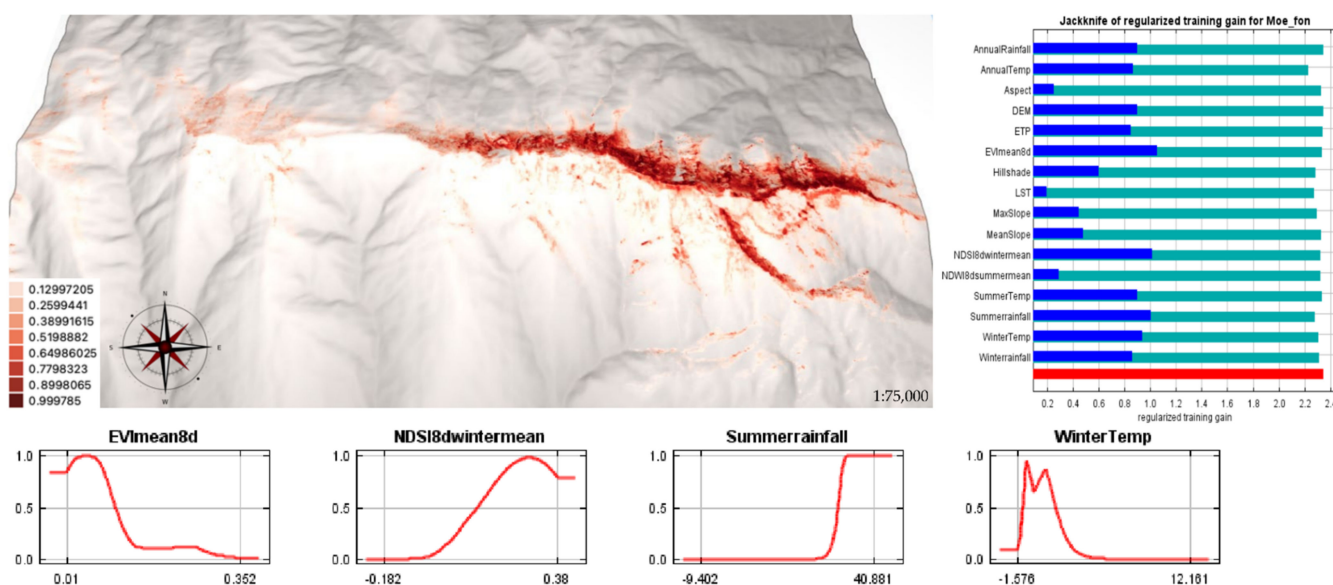 Jackknife of regularized training gain for Moe_fon
AnnualRainfall
AnnualTemp
Aspect
DEM
ETP
EVImean8d
Hillshade
LST
MaxSlope
MeanSlope
NDSI8dwintermean
NDWI8dsummermean
SummerTemp
Summerrainfall
WinterTemp
Winterrainfall
0.2 0.4 0.6 0.8 1.0 1.2 1.4 1.6 1.8 2.0 2.2 2.4
regularized training gain
0.12997205
0.2599441
0.38991615
0.5198882
0.64986025
0.7798323
0.8998065
0.999785
N
S E
W
1:75,000
EVImean8d NDSI8dwintermean Summerrainfall WinterTemp
1.0 1.0 1.0 1.0
0.5 0.5 0.5 0.5
0.0 0.0 0.0 0.0
0.01 0.352 -0.182 0.38 -9.402 40.881 -1.576 12.161